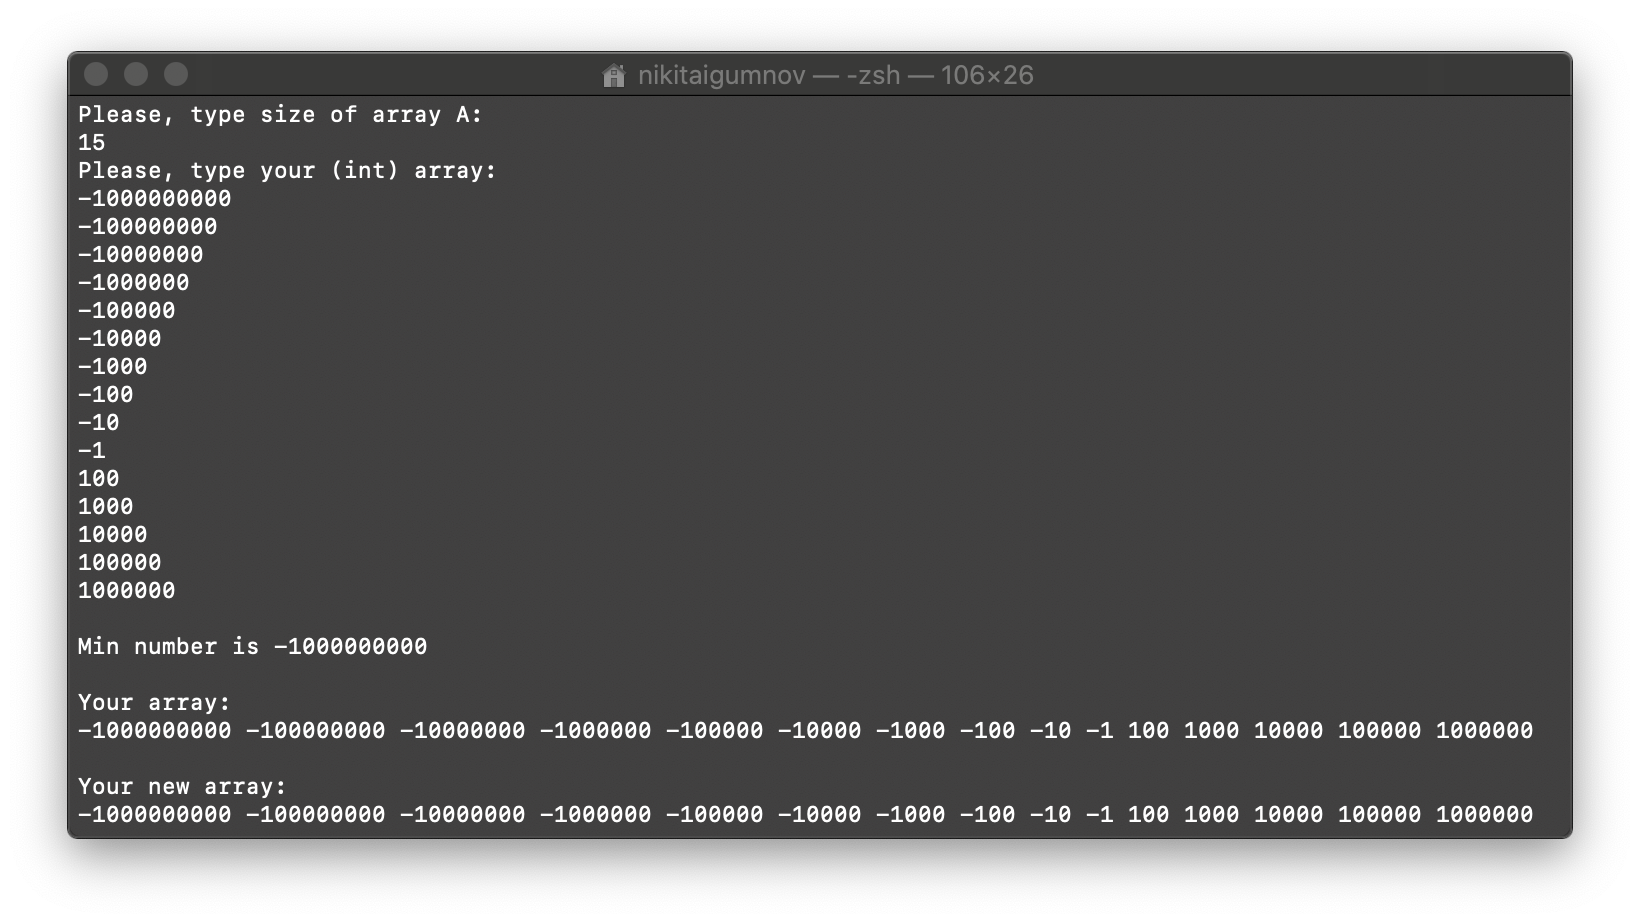 nikitaigumnov — -zsh — 106×26
Please, type size of array A:
15
Please, type your (int) array:
-1000000000
-100000000
-10000000
-1000000
-100000
-10000
-1000
-100
-10
-1
100
1000
10000
100000
1000000
Min number is -1000000000
Your array:
-1000000000 -100000000 -10000000 -1000000 -100000 -10000 -1000 -100 -10 -1 100 1000 10000 100000 1000000
Your new array:
-1000000000 -100000000 -10000000 -1000000 -100000 -10000 -1000 -100 -10 -1 100 1000 10000 100000 1000000